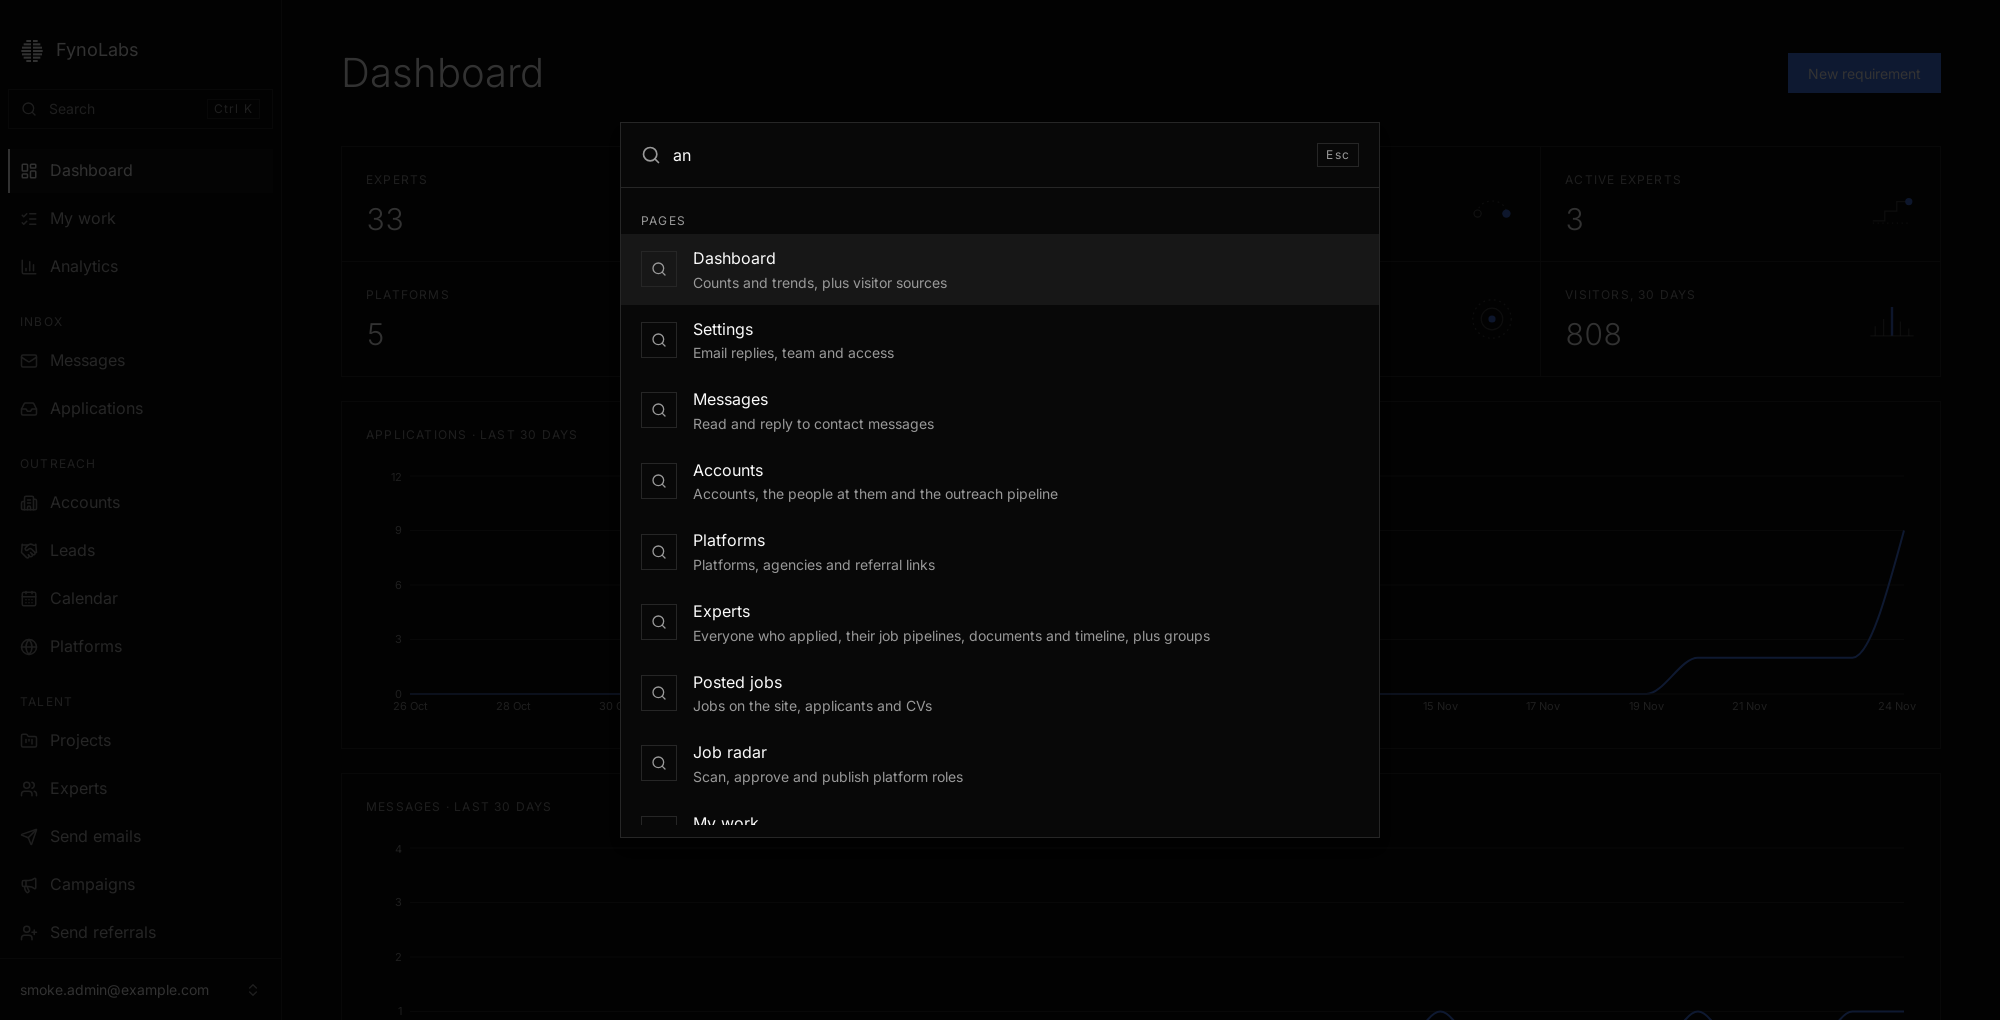 FynoLabs
Search
Ctrl K
Dashboard
My work
Analytics
INBOX
Messages
Applications
OUTREACH
Accounts
Leads
Calendar
Platforms
TALENT
Projects
Experts
Send emails
Campaigns
Send referrals
smoke.admin@example.com
Dashboard
New requirement
EXPERTS
33
ACTIVE EXPERTS
3
PLATFORMS
5
VISITORS, 30 DAYS
808
APPLICATIONS · LAST 30 DAYS
12
9
6
3
0
26 Oct
28 Oct
30
15 Nov
17 Nov
19 Nov
21 Nov
24 Nov
MESSAGES · LAST 30 DAYS
4
3
2
1
an
Esc
PAGES
Dashboard
Counts and trends, plus visitor sources
Settings
Email replies, team and access
Messages
Read and reply to contact messages
Accounts
Accounts, the people at them and the outreach pipeline
Platforms
Platforms, agencies and referral links
Experts
Everyone who applied, their job pipelines, documents and timeline, plus groups
Posted jobs
Jobs on the site, applicants and CVs
Job radar
Scan, approve and publish platform roles
My work